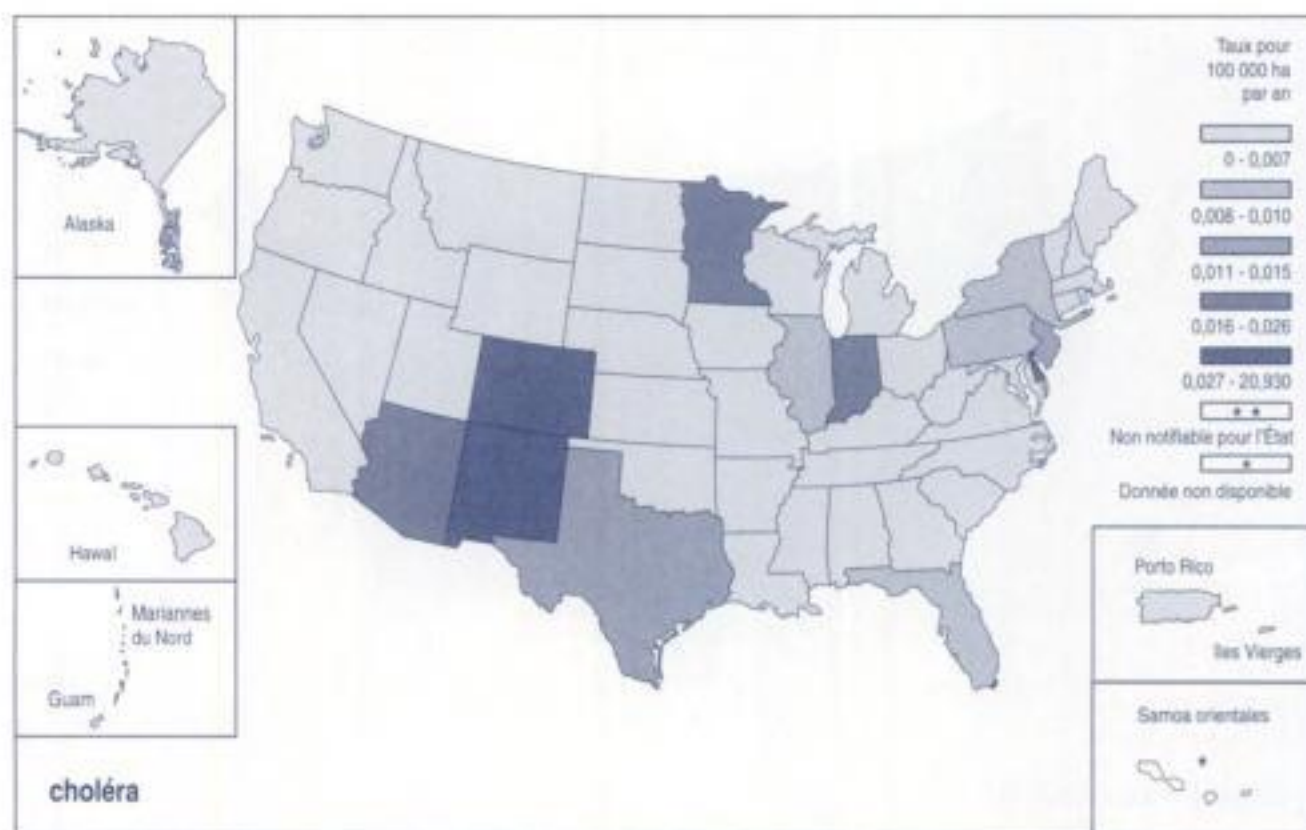 Alaska
Hawaï
Mariannes
du Nord
Guam
choléra
Taux pour
100 000 ha
par an
0 - 0,007
0,008 - 0,010
0,011 - 0,015
0,016 - 0,026
0,027 - 20,930
* *
Non notifiable pour l'État
*
Donnée non disponible
Porto Rico
Iles Vierges
Samoa orientales
*